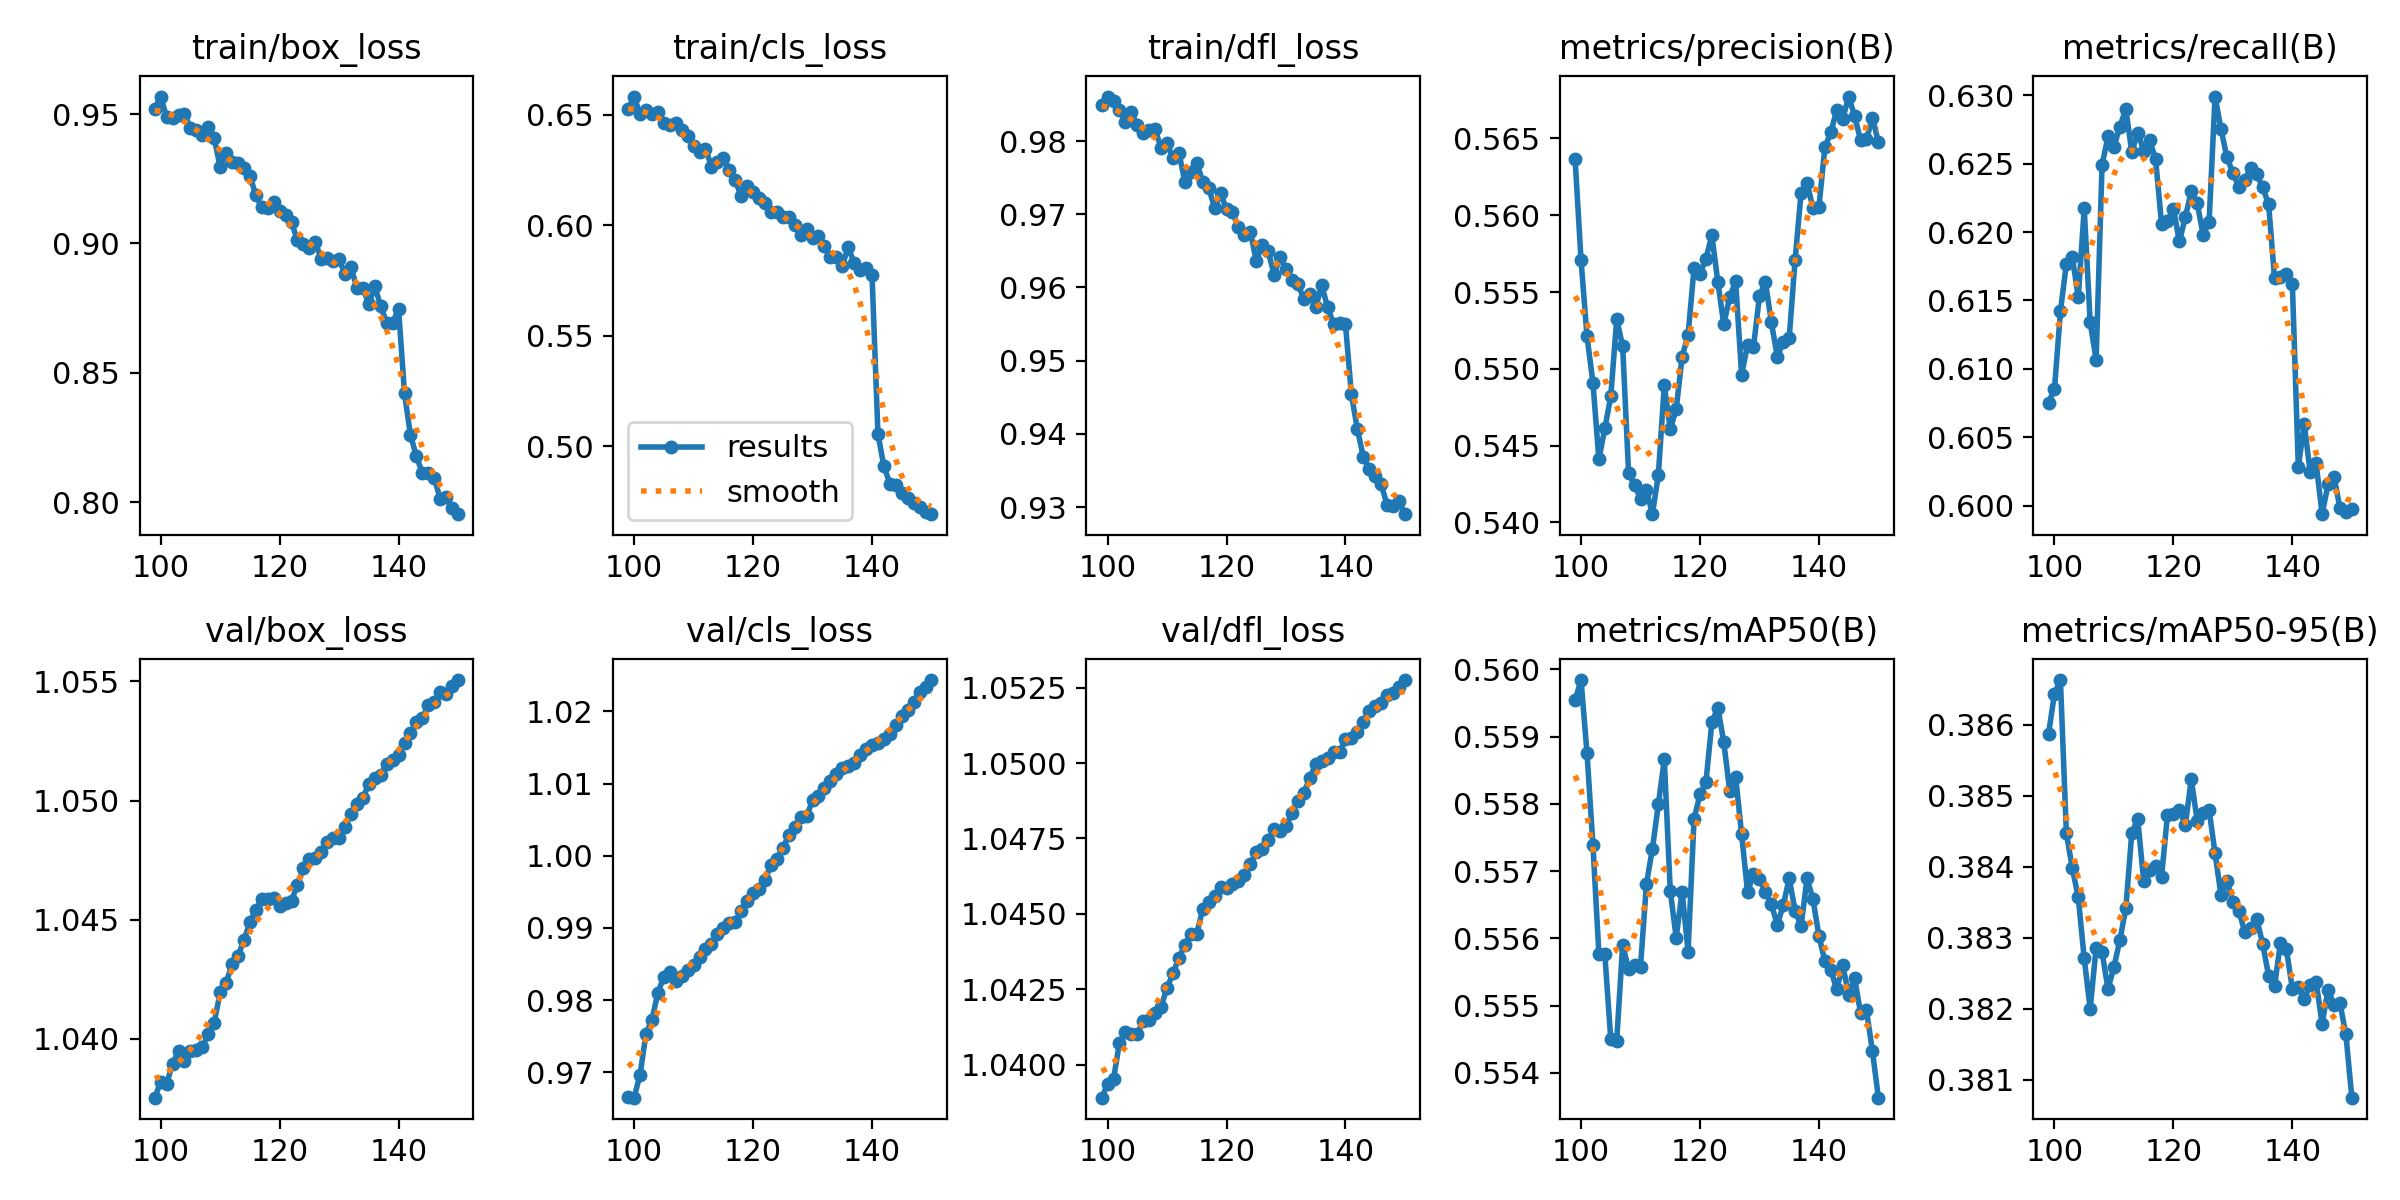 train/box_loss
train/cls_loss
train/dfl_loss
metrics/precision(B)
metrics/recall(B)
0.95
0.90
0.85
0.80
100 120 140
0.65
0.60
0.55
0.50
results
smooth
100 120 140
0.98
0.97
0.96
0.95
0.94
0.93
100 120 140
0.565
0.560
0.555
0.550
0.545
0.540
100 120 140
0.630
0.625
0.620
0.615
0.610
0.605
0.600
100 120 140
val/box_loss
val/cls_loss
val/dfl_loss
metrics/mAP50(B)
metrics/mAP50-95(B)
1.055
1.050
1.045
1.040
100 120 140
1.02
1.01
1.00
0.99
0.98
0.97
100 120 140
1.0525
1.0500
1.0475
1.0450
1.0425
1.0400
100 120 140
0.560
0.559
0.558
0.557
0.556
0.555
0.554
100 120 140
0.386
0.385
0.384
0.383
0.382
0.381
100 120 140